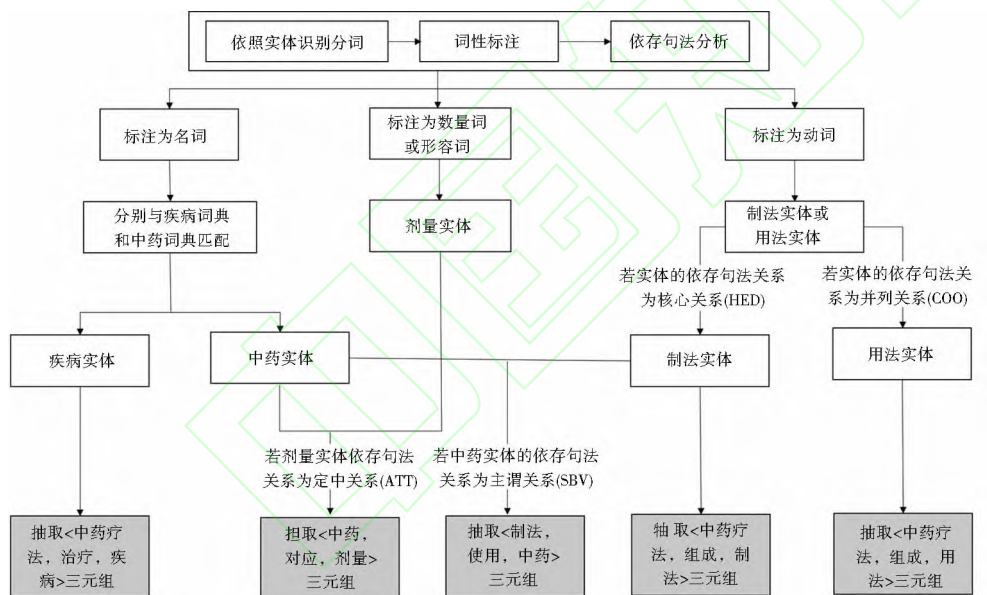 依照实体识别分词
词性标注
依存句法分析
标注为名词
标注为数量词
或形容词
标注为动词
分别与疾病词典
和中药词典匹配
剂量实体
制法实体或
用法实体
若实体的依存句法关系
为核心关系(HED)
若实体的依存句法关
系为并列关系(COO)
疾病实体
中药实体
制法实体
用法实体
若剂量实体依存句法
关系为定中关系(ATT)
若中药实体的依存句法
关系为主谓关系(SBV)
抽取<中药疗
法，治疗，疾
病>三元组
担取<中药，
对应，剂量>
三元组
抽取<制法，
使用，中药>
三元组
牰 取<中药疗
法，组成，制
法>三元组
抽取<中药疗
法，组成，用
法>三元组